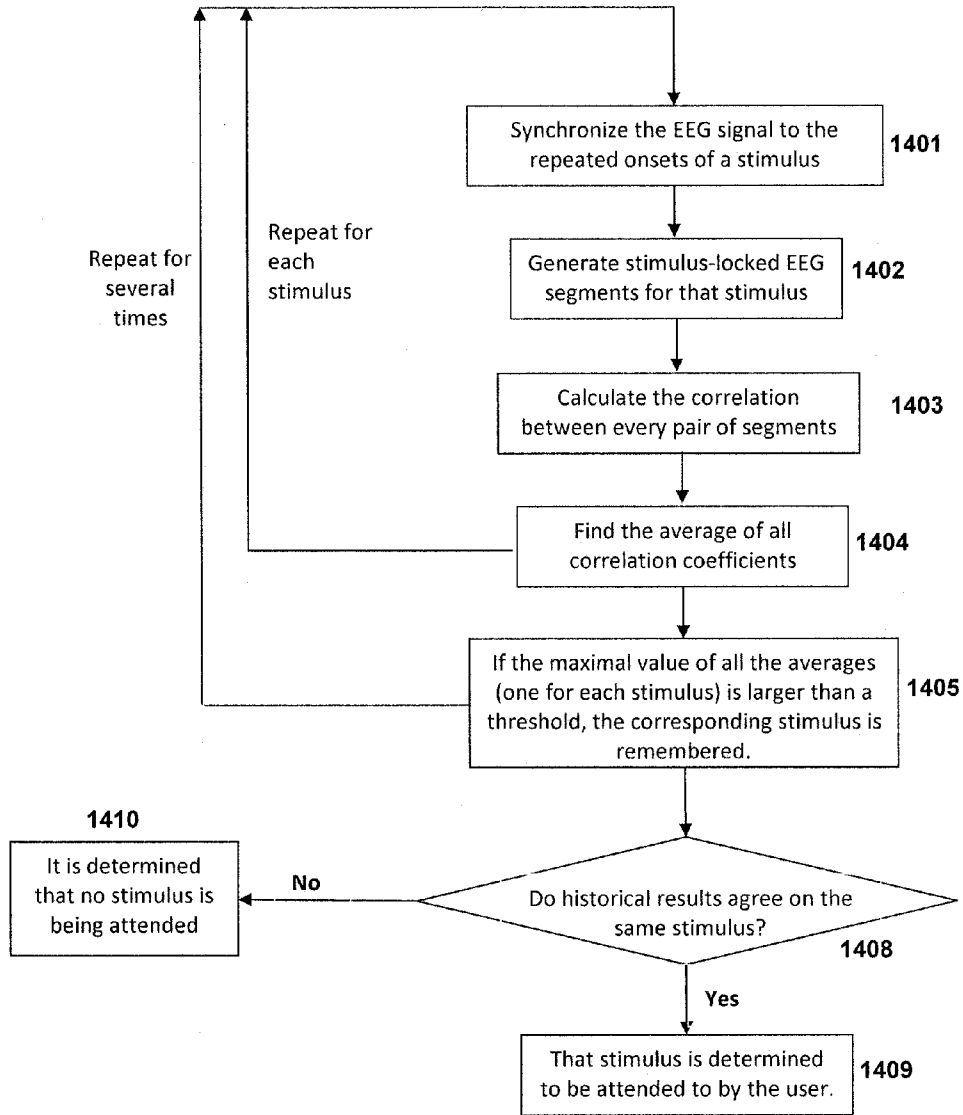 Synchronize the EEG signal to the
repeated onsets of a stimulus
1401
Repeat for
several
times
Repeat for
each
stimulus
Generate stimulus-locked EEG
segments for that stimulus
1402
Calculate the correlation
between every pair of segments
1403
Find the average of all
correlation coefficients
1404
If the maximal value of all the averages
(one for each stimulus) is larger than a
threshold, the corresponding stimulus is
remembered.
1405
1410
It is determined
that no stimulus is
being attended
No
Do historical results agree on the
same stimulus?
1408
Yes
That stimulus is determined
to be attended to by the user.
1409